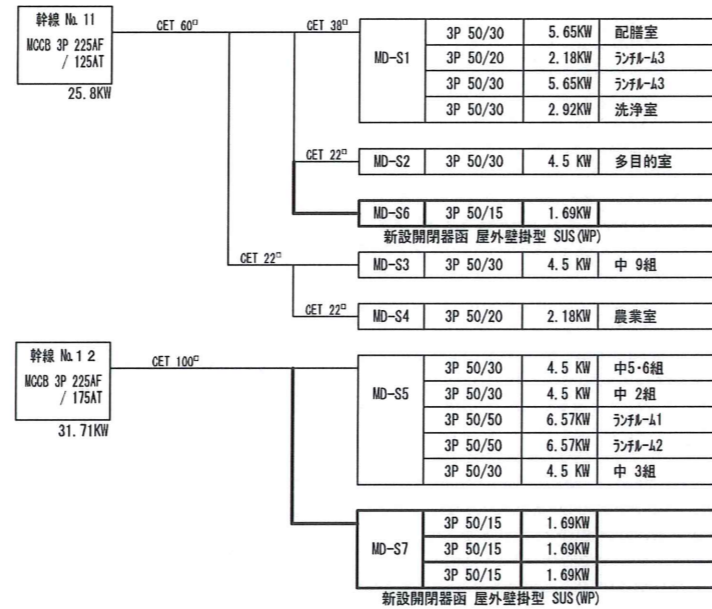 幹線 No. 11
MCCB 3P 225AF
/ 125AT
25.8KW
CET 60□
CET 38□
MD-S1
3P 50/30 5.65KW 配膳室
3P 50/20 2.18KW ランチルーム3
3P 50/30 5.65KW ランチルーム3
3P 50/30 2.92KW 洗浄室
CET 22□
MD-S2 3P 50/30 4.5 KW 多目的室
MD-S6 3P 50/15 1.69KW
新設開閉器函 屋外壁掛型 SUS(WP)
CET 22□
MD-S3 3P 50/30 4.5 KW 中 9組
CET 22□
MD-S4 3P 50/20 2.18KW 農業室
幹線 No.1 2
MCCB 3P 225AF
/ 175AT
31.71KW
CET 100□
MD-S5
3P 50/30 4.5 KW 中5・6組
3P 50/30 4.5 KW 中 2組
3P 50/50 6.57KW ランチルーム1
3P 50/50 6.57KW ランチルーム2
3P 50/30 4.5 KW 中 3組
MD-S7
3P 50/15 1.69KW
3P 50/15 1.69KW
3P 50/15 1.69KW
新設開閉器函 屋外壁掛型 SUS(WP)